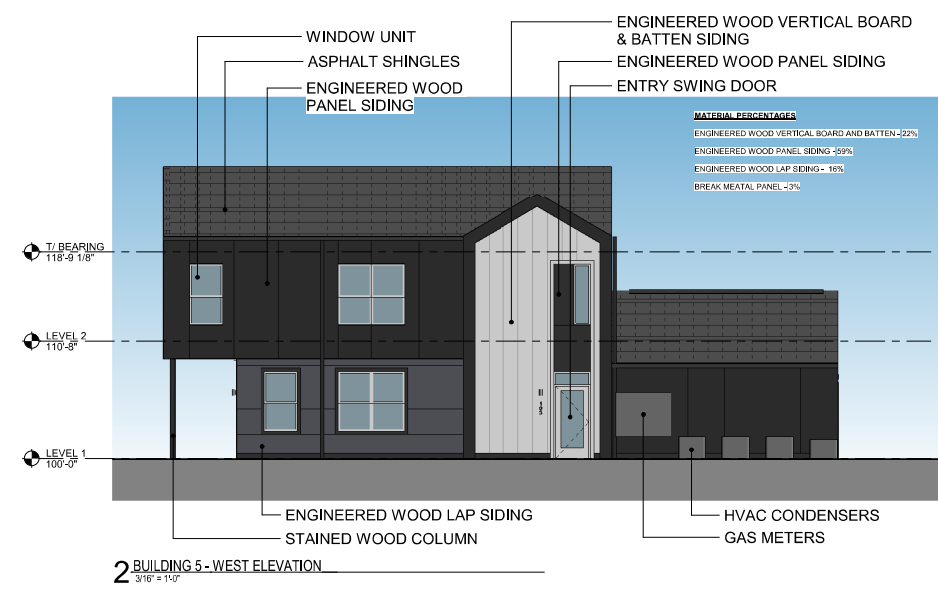 WINDOW UNIT
ASPHALT SHINGLES
ENGINEERED WOOD
PANEL SIDING
ENGINEERED WOOD VERTICAL BOARD
& BATTEN SIDING
ENGINEERED WOOD PANEL SIDING
ENTRY SWING DOOR
MATERIAL PERCENTAGES
ENGINEERED WOOD VERTICAL BOARD AND BATTEN - 22%
ENGINEERED WOOD PANEL SIDING - 59%
ENGINEERED WOOD LAP SIDING - 16%
BREAK MEATAL PANEL - 3%
T/ BEARING
118'-9 1/8"
LEVEL 2
110'-8"
LEVEL 1
100'-0"
ENGINEERED WOOD LAP SIDING
STAINED WOOD COLUMN
HVAC CONDENSERS
GAS METERS
2 BUILDING 5 - WEST ELEVATION
3/16" = 1'-0"